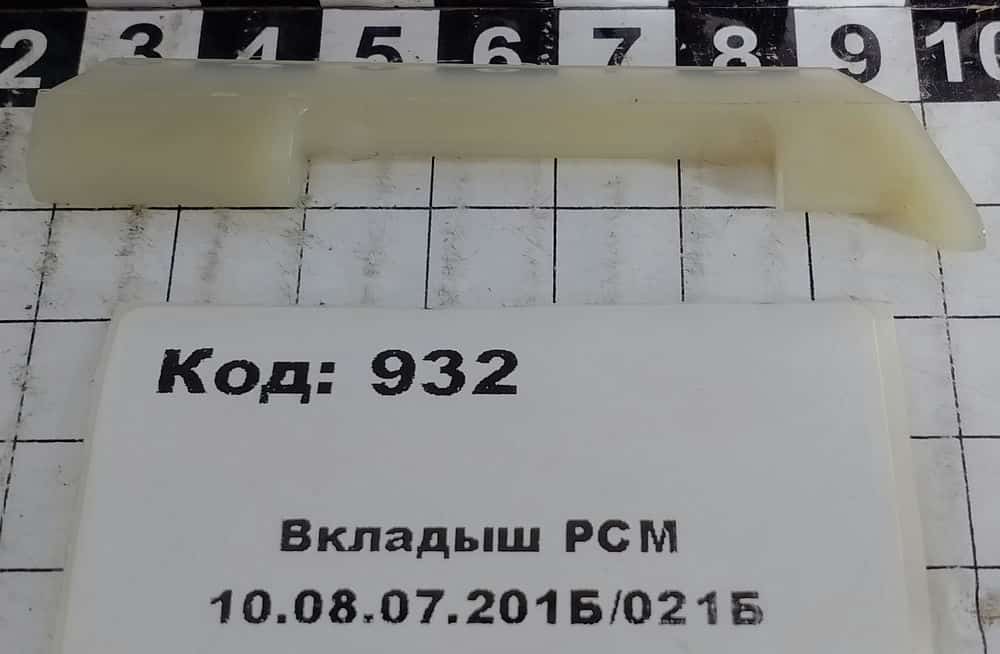 2 3 4 5 6 7 8 9 10
Код: 932
Вкладыш РСМ
10.08.07.201Б/021Б